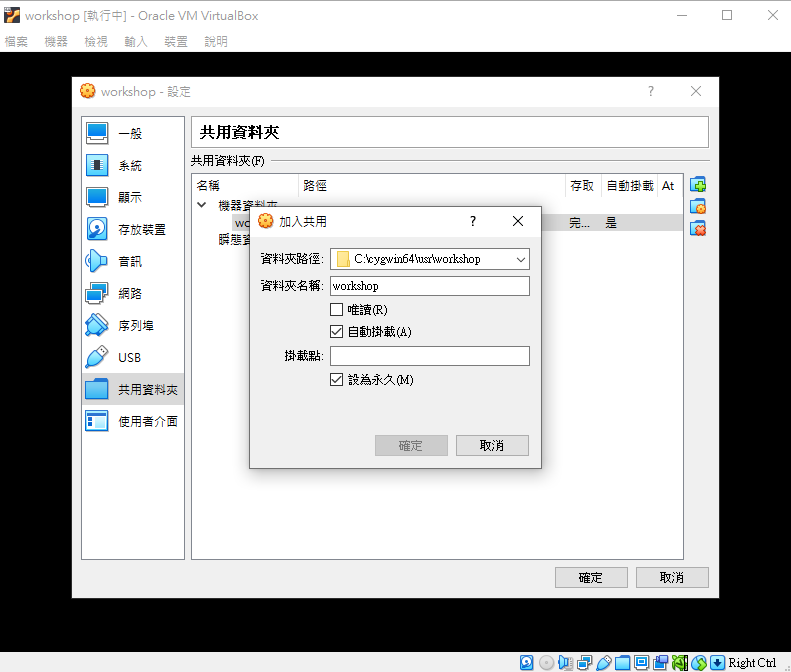 workshop [執行中] - Oracle VM VirtualBox
檔案 機器 檢視 輸入 裝置 說明
workshop - 設定
?
一般
系統
顯示
存放裝置
音訊
網路
序列埠
USB
共用資料夾
使用者介面
共用資料夾
共用資料夾(F)
名稱 路徑 存取 自動掛載 At
機器資料夾
wo 完... 是
瞬態資
加入共用 ?
資料夾路徑: C:\cygwin64\usr\workshop
資料夾名稱: workshop
唯讀(R)
自動掛載(A)
掛載點:
設為永久(M)
確定 取消
確定 取消
Right Ctrl